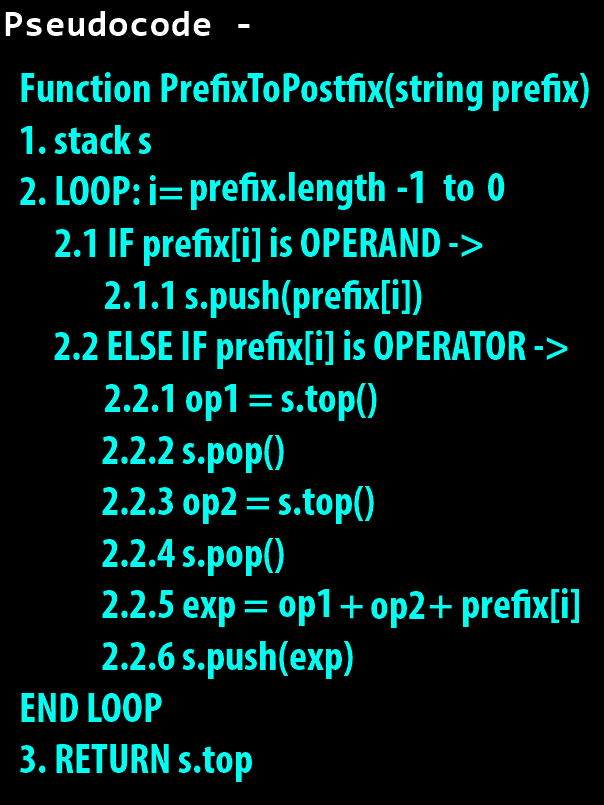 Pseudocode -
Function PrefixToPostfix(string prefix)
1. stack s
2. LOOP: i= prefix.length -1 to 0
2.1 IF prefix[i] is OPERAND ->
2.1.1 s.push(prefix[i])
2.2 ELSE IF prefix[i] is OPERATOR ->
2.2.1 op1 = s.top()
2.2.2 s.pop()
2.2.3 op2 = s.top()
2.2.4 s.pop()
2.2.5 exp = op1 + op2 + prefix[i]
2.2.6 s.push(exp)
END LOOP
3. RETURN s.top